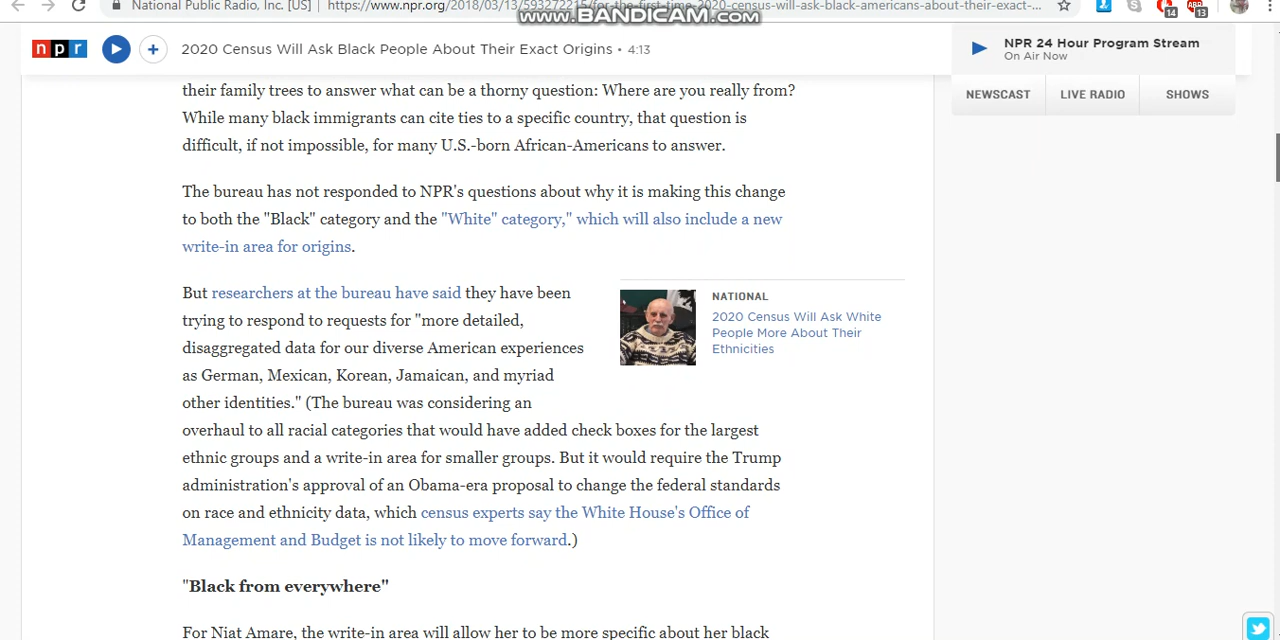 National Public Radio, Inc. [US]
https://www.npr.org/2018/03/13/593272215/for-the-first-time-2020-census-will-ask-black-americans-about-their-exact-...
www.BANDICAM.com
14
ABP
13
npr
2020 Census Will Ask Black People About Their Exact Origins • 4:13
NPR 24 Hour Program Stream
On Air Now
NEWSCAST
LIVE RADIO
SHOWS
their family trees to answer what can be a thorny question: Where are you really from?
While many black immigrants can cite ties to a specific country, that question is
difficult, if not impossible, for many U.S.-born African-Americans to answer.
The bureau has not responded to NPR's questions about why it is making this change
to both the "Black" category and the "White" category," which will also include a new
write-in area for origins.
But researchers at the bureau have said they have been
trying to respond to requests for "more detailed,
disaggregated data for our diverse American experiences
as German, Mexican, Korean, Jamaican, and myriad
other identities." (The bureau was considering an
overhaul to all racial categories that would have added check boxes for the largest
ethnic groups and a write-in area for smaller groups. But it would require the Trump
administration's approval of an Obama-era proposal to change the federal standards
on race and ethnicity data, which census experts say the White House's Office of
Management and Budget is not likely to move forward.)
NATIONAL
2020 Census Will Ask White
People More About Their
Ethnicities
"Black from everywhere"
For Niat Amare, the write-in area will allow her to be more specific about her black